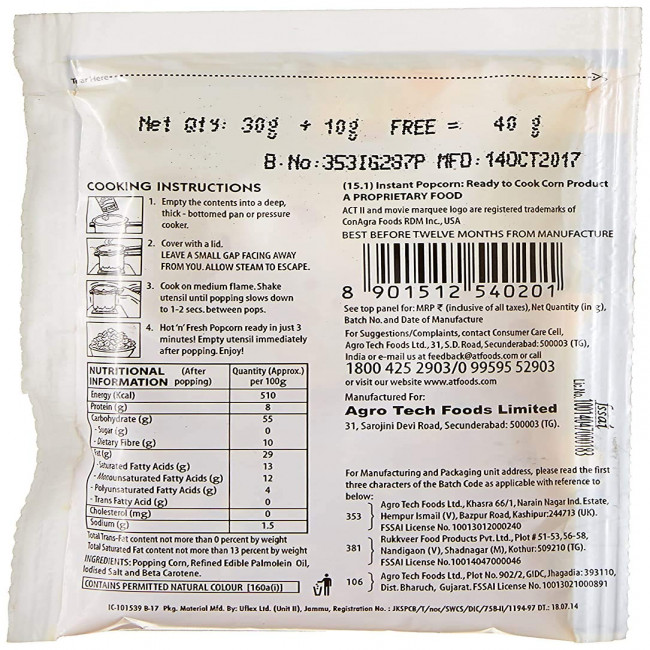 Tear Here
Net Qty: 30g + 10g FREE = 40 g
B.No:353I6287P MFD: 14OCT2017
COOKING INSTRUCTIONS
1. Empty the contents into a deep,
thick - bottomed pan or pressure
cooker.
2. Cover with a lid.
LEAVE A SMALL GAP FACING AWAY
FROM YOU. ALLOW STEAM TO ESCAPE.
3. Cook on medium flame. Shake
utensil until popping slows down
to 1-2 secs. between pops.
4. Hot 'n' Fresh Popcorn ready in just 3
minutes! Empty utensil immediately
after popping. Enjoy!
NUTRITIONAL INFORMATION (After popping) Quantity (Approx.) per 100g
Energy (Kcal) 510
Protein (g) 8
Carbohydrate (g) 55
- Sugar (g) 0
- Dietary Fibre (g) 10
Fat (g) 29
- Saturated Fatty Acids (g) 13
- Monounsaturated Fatty Acids (g) 12
- Polyunsaturated Fatty Acids (g) 4
- Trans Fatty Acid (g) 0
Cholesterol (mg) 0
Sodium (g) 1.5
Total Trans-Fat content not more than 0 percent by weight
Total Saturated Fat content not more than 13 percent by weight
INGREDIENTS: Popping Corn, Refined Edible Palmolein Oil,
Iodised Salt and Beta Carotene.
CONTAINS PERMITTED NATURAL COLOUR [160a(i)]
(15.1) Instant Popcorn: Ready to Cook Corn Product
A PROPRIETARY FOOD
ACT II and movie marquee logo are registered trademarks of
ConAgra Foods RDM Inc., USA
BEST BEFORE TWELVE MONTHS FROM MANUFACTURE
8 901512 540201
See top panel for: MRP ₹ (inclusive of all taxes), Net Quantity (in g),
Batch No. and Date of Manufacture
For Suggestions/Complaints, contact Consumer Care Cell,
Agro Tech Foods Ltd., 31, S.D. Road, Secunderabad: 500003 (TG),
India or e-mail us at feedback@atfoods.com or call
1800 425 2903/0 99595 52903
or visit our website www.atfoods.com
Manufactured For:
Agro Tech Foods Limited
31, Sarojini Devi Road, Secunderabad: 500003 (TG).
fssai
Lic. No. 10014047000183
For Manufacturing and Packaging unit address, please read the first
three characters of the Batch Code as applicable with reference to
below:
353 } Agro Tech Foods Ltd., Khasra 66/1, Narain Nagar Ind. Estate,
Hempur Ismail (V), Bazpur Road, Kashipur:244713 (UK).
FSSAI License No. 10013012000240
381 } Rukkveer Food Products Pvt. Ltd., Plot # 51-53,56-58,
Nandigaon (V), Shadnagar (M), Kothur: 509210 (TG).
FSSAI License No. 10014047000046
106 } Agro Tech Foods Ltd., Plot No. 902/2, GIDC, Jhagadia: 393110,
Dist. Bharuch, Gujarat. FSSAI License No. 10013021000891
IC-101539 B-17 Pkg. Material Mfd. By: Uflex Ltd. (Unit II), Jammu, Registration No. : JKSPCB/T/noc/SWCS/DIC/758-II/1194-97 DT.: 18.07.14